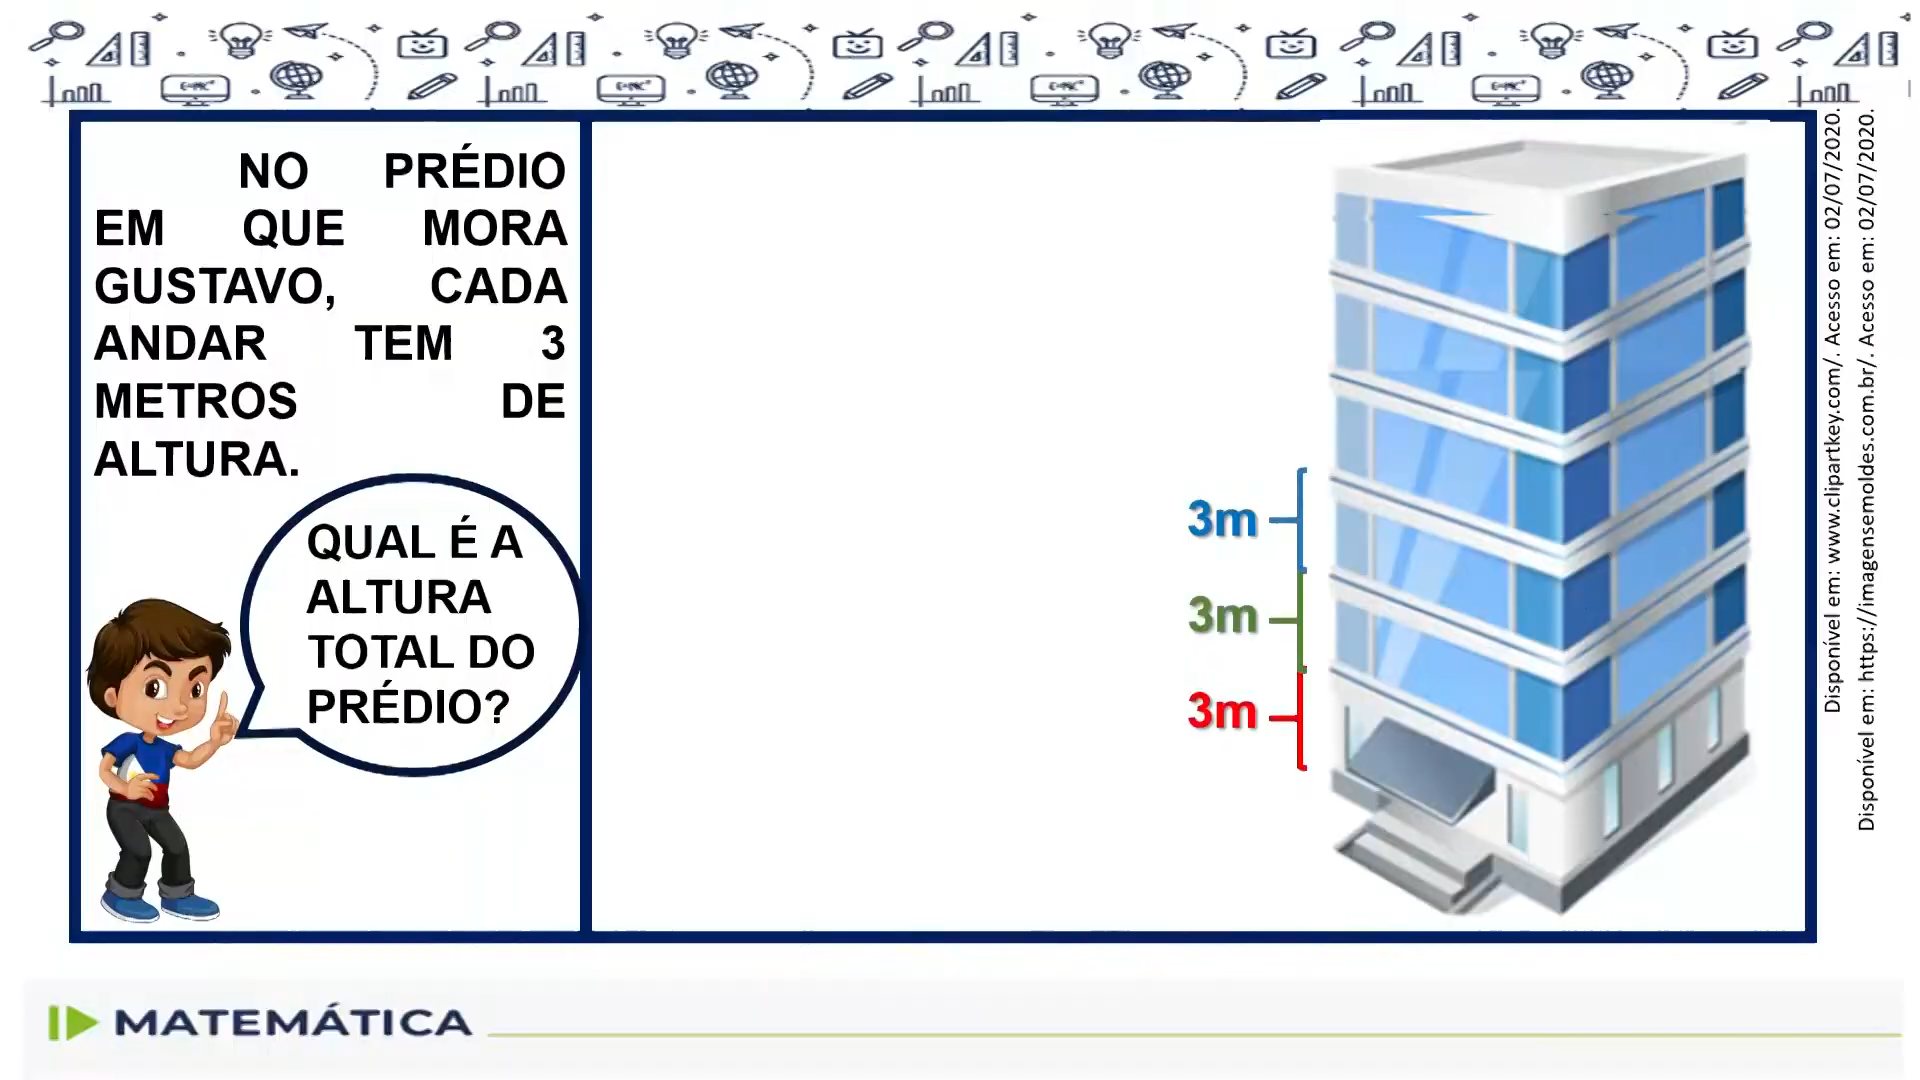 NO PRÉDIO
EM QUE MORA
GUSTAVO, CADA
ANDAR TEM 3
METROS DE
ALTURA.
QUAL É A
ALTURA
TOTAL DO
PRÉDIO?
3m
3m
3m
Disponível em: www.clipartkey.com/. Acesso em: 02/07/2020.
Disponível em: https://imagensemoldes.com.br/. Acesso em: 02/07/2020.
MATEMÁTICA